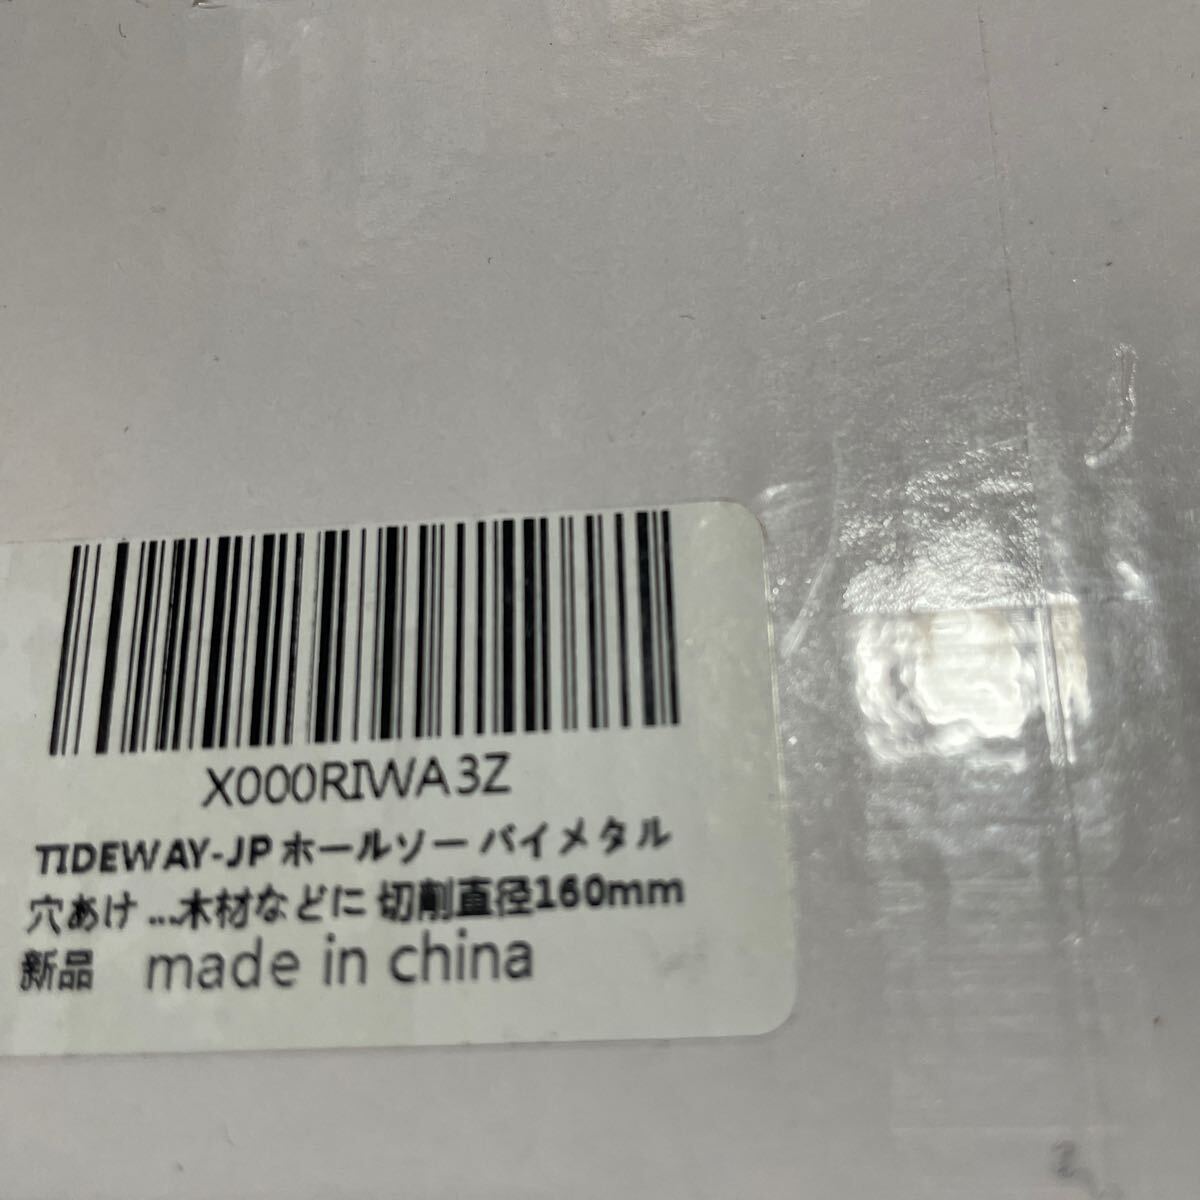 X000RIWA3Z
TIDEWAY-JP ホールソー バイメタル
穴あけ ...木材などに 切削直径160mm
新品 made in china